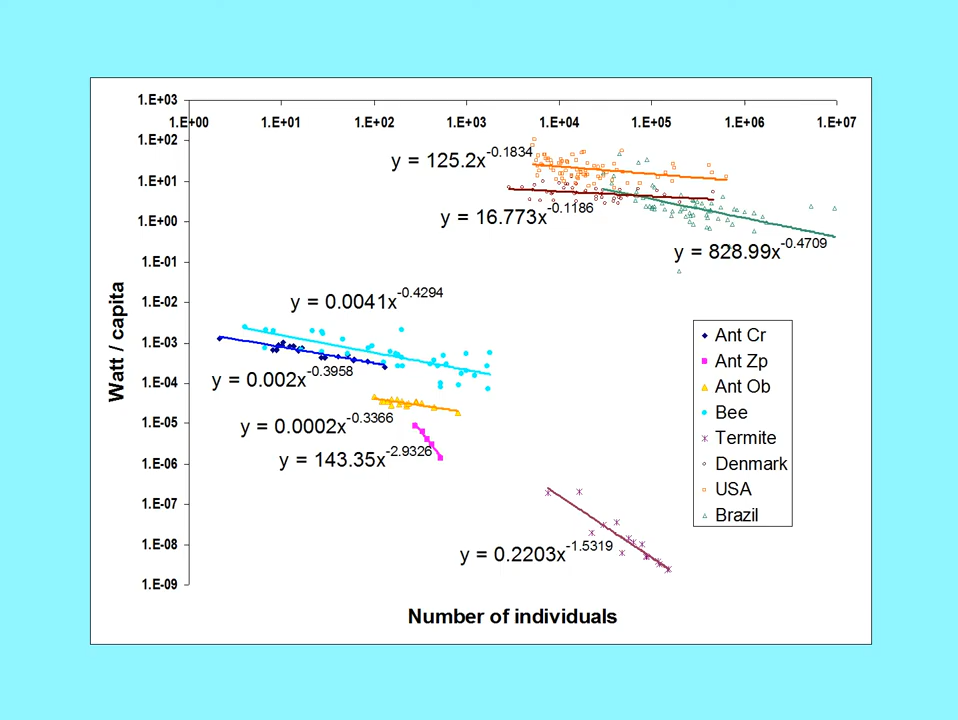 1.E+03
1.E+00 1.E+01 1.E+02 1.E+03 1.E+04 1.E+05 1.E+06 1.E+07
1.E+02
y = 125.2x^-0.1834
1.E+01
y = 16.773x^-0.1186
1.E+00
y = 828.99x^-0.4709
1.E-01
Watt / capita
1.E-02
y = 0.0041x^-0.4294
1.E-03
y = 0.002x^-0.3958
1.E-04
y = 0.0002x^-0.3366
1.E-05
y = 143.35x^-2.9326
1.E-06
1.E-07
1.E-08
y = 0.2203x^-1.5319
1.E-09
Ant Cr
Ant Zp
Ant Ob
Bee
Termite
Denmark
USA
Brazil
Number of individuals